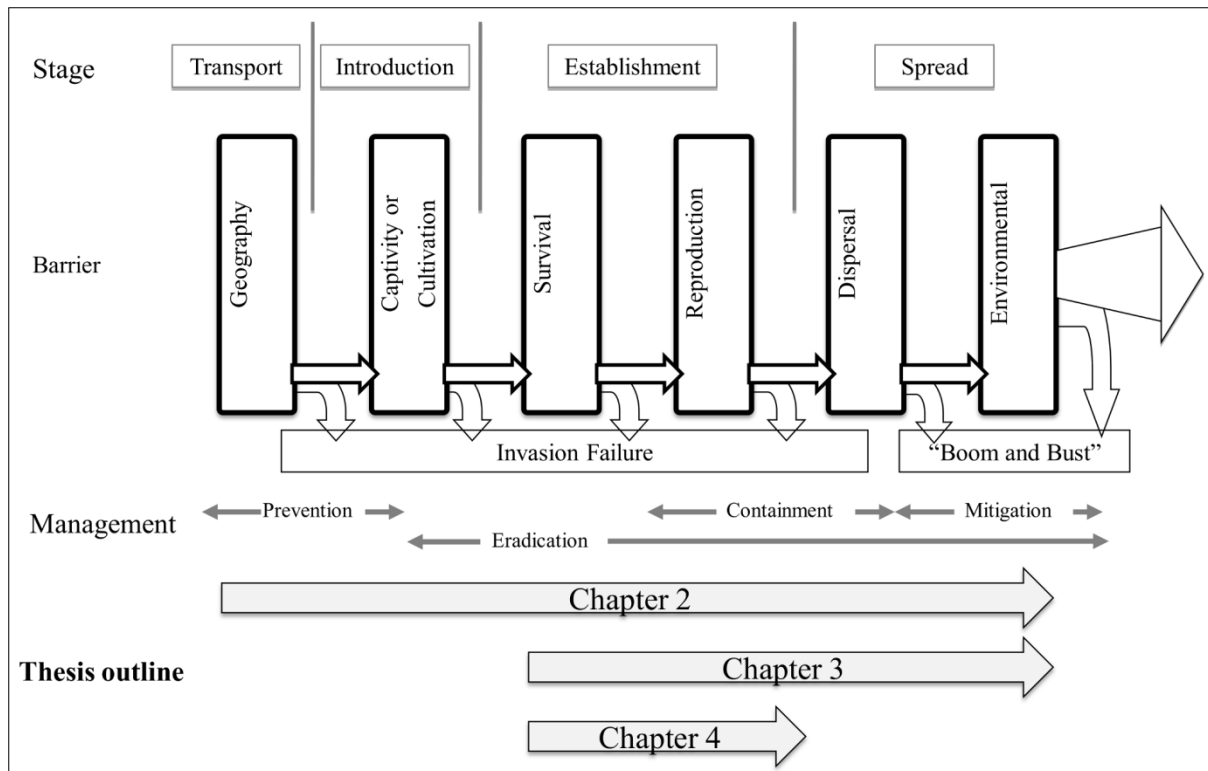 Stage
Transport
Introduction
Establishment
Spread
Barrier
Geography
Captivity or
Cultivation
Survival
Reproduction
Dispersal
Environmental
Invasion Failure
“Boom and Bust”
Management
Prevention
Containment
Mitigation
Eradication
Chapter 2
Thesis outline
Chapter 3
Chapter 4